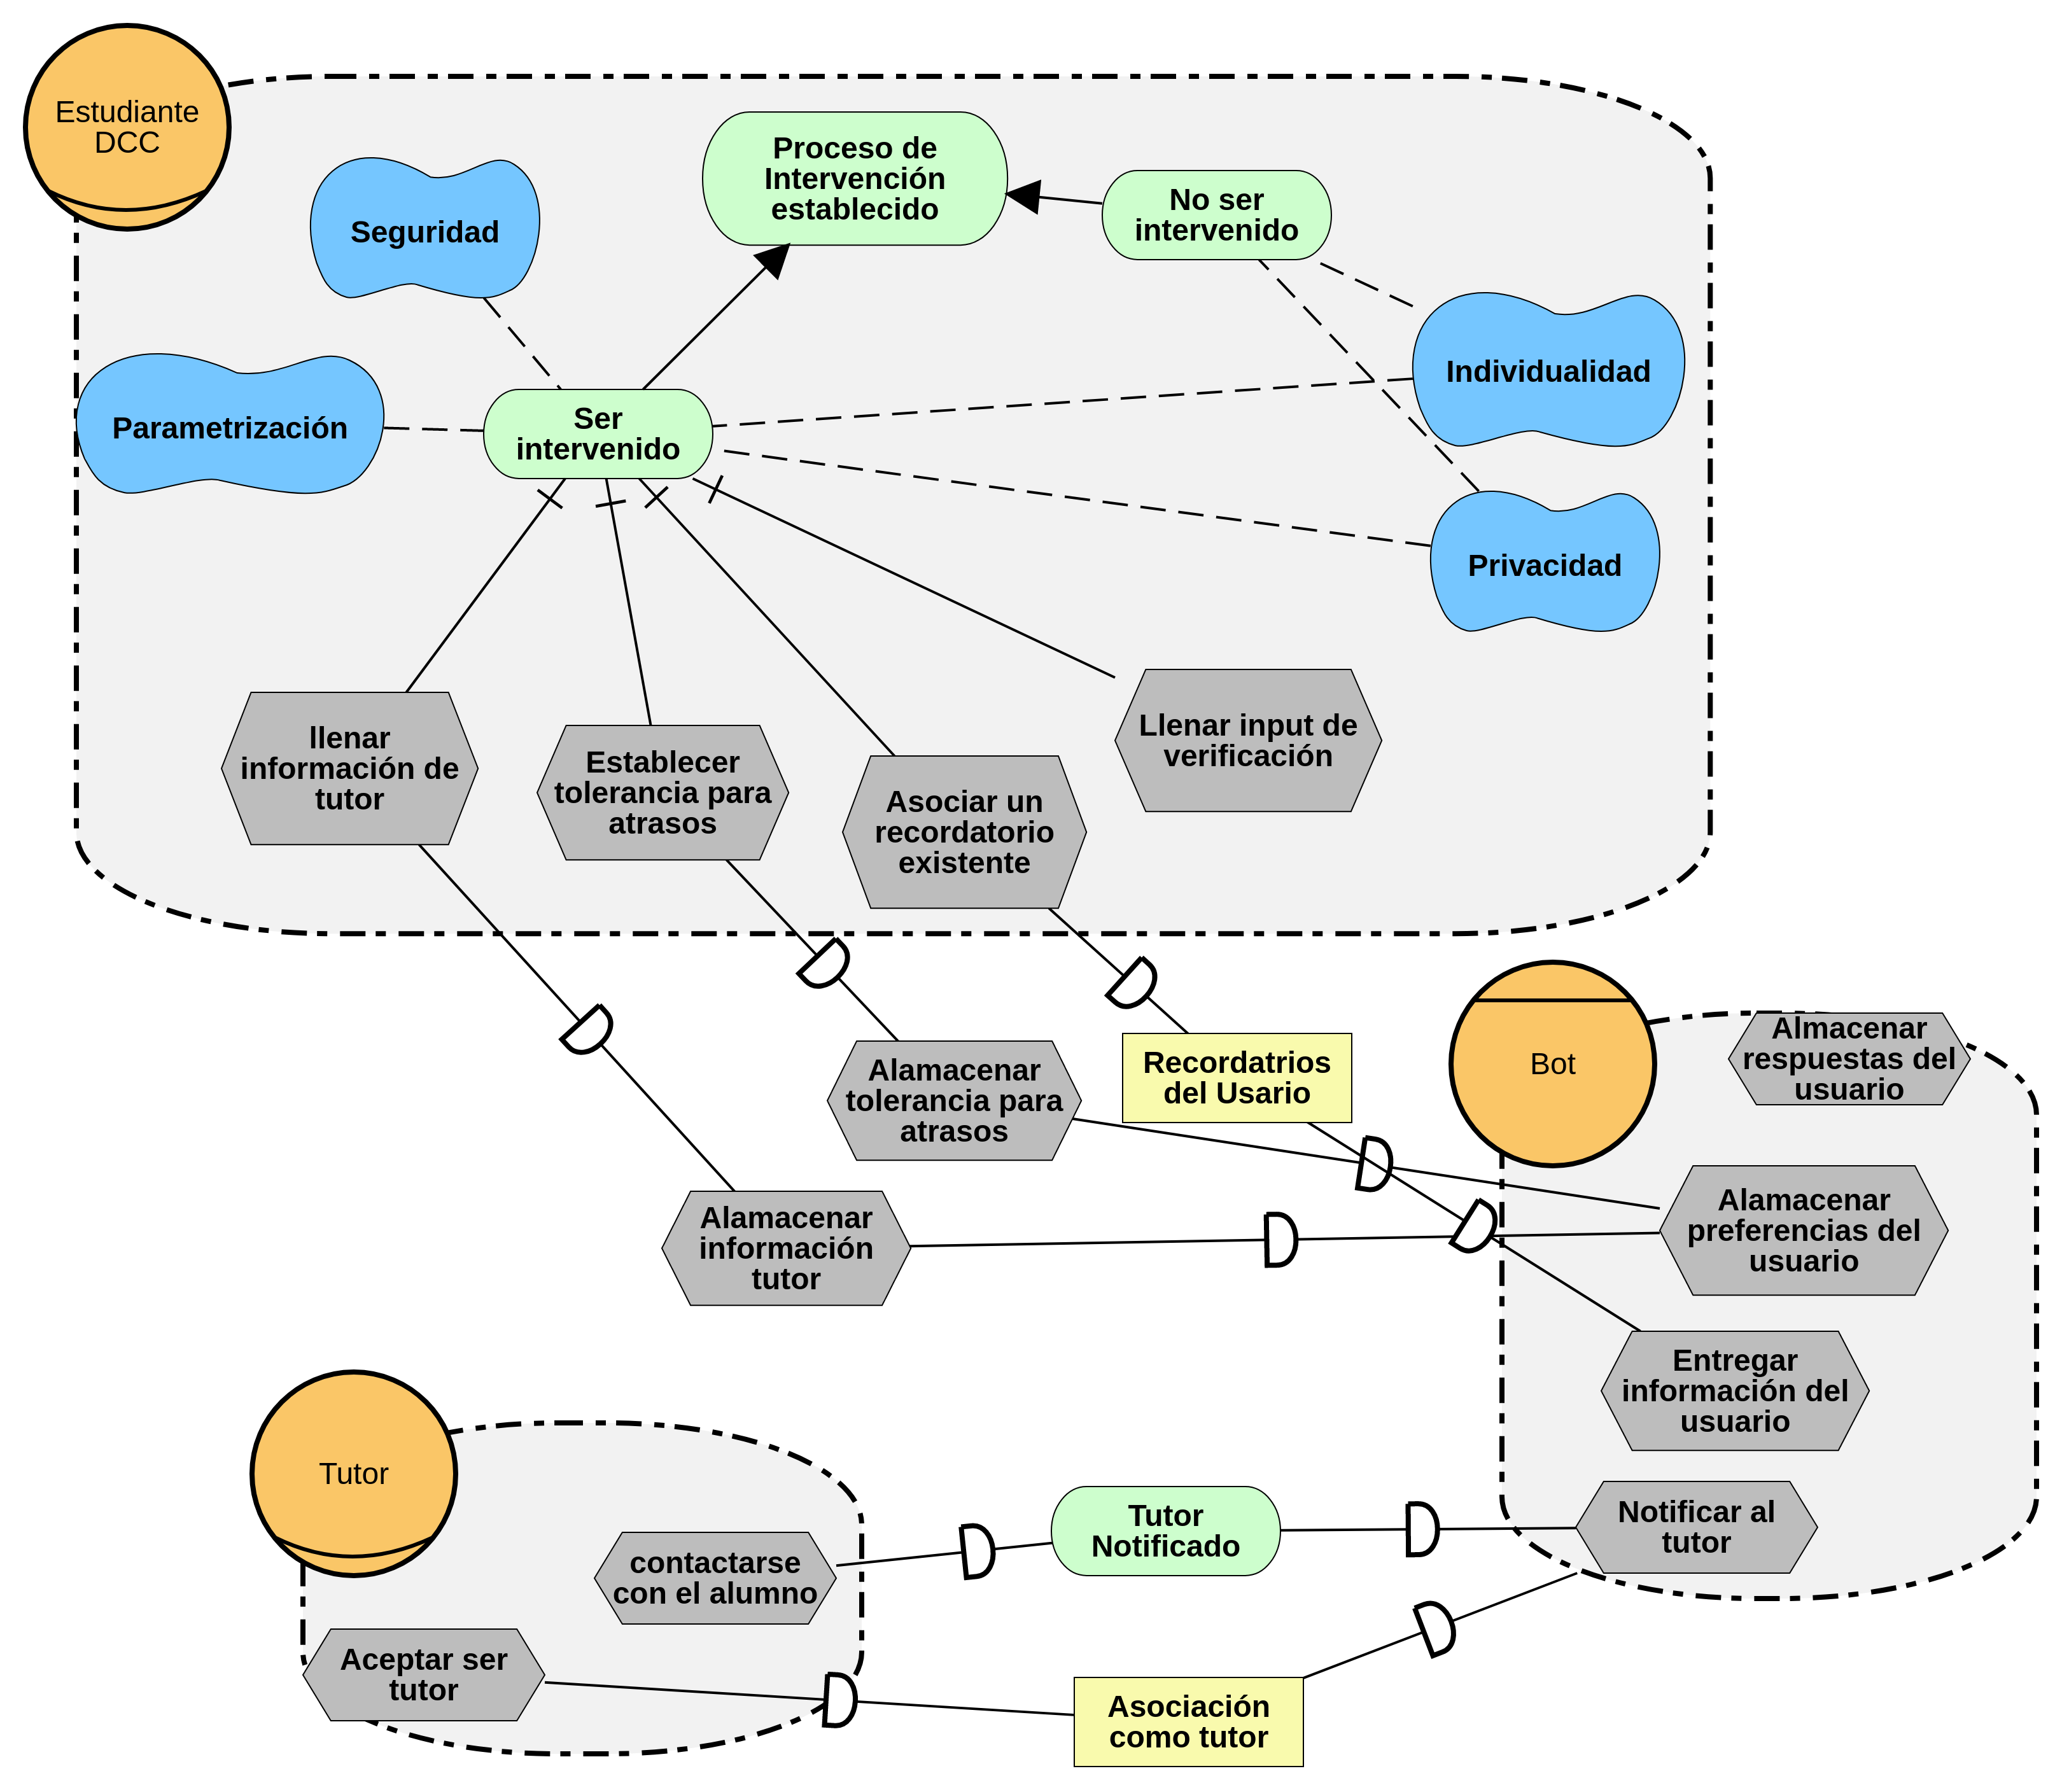 Estudiante
DCC
Proceso de
Intervención
establecido
No ser
intervenido
Seguridad
Individualidad
Parametrización
Ser
intervenido
Privacidad
llenar
información de
tutor
Establecer
tolerancia para
atrasos
Asociar un
recordatorio
existente
Llenar input de
verificación
Bot
Almacenar
respuestas del
usuario
Recordatrios
del Usario
Alamacenar
tolerancia para
atrasos
Alamacenar
preferencias del
usuario
Alamacenar
información
tutor
Entregar
información del
usuario
Tutor
Tutor
Notificado
Notificar al
tutor
contactarse
con el alumno
Aceptar ser
tutor
Asociación
como tutor